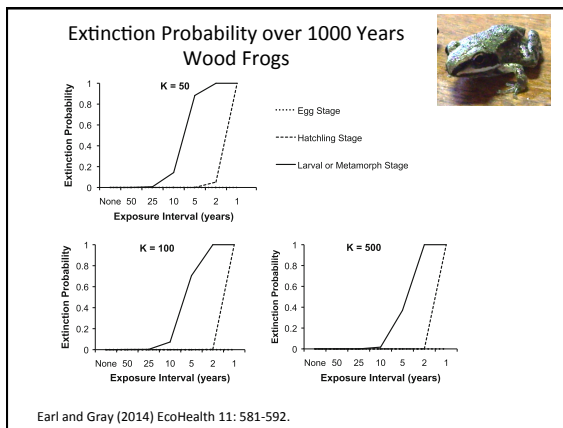 Extinction Probability over 1000 Years
Wood Frogs
K = 50
Extinction Probability
1
0.8
0.6
0.4
0.2
0
None 50 25 10 5 2 1
Exposure Interval (years)
Egg Stage
Hatchling Stage
Larval or Metamorph Stage
K = 100
Extinction Probability
1
0.8
0.6
0.4
0.2
0
None 50 25 10 5 2 1
Exposure Interval (years)
K = 500
Extinction Probability
1
0.8
0.6
0.4
0.2
0
None 50 25 10 5 2 1
Exposure Interval (years)
Earl and Gray (2014) EcoHealth 11: 581-592.